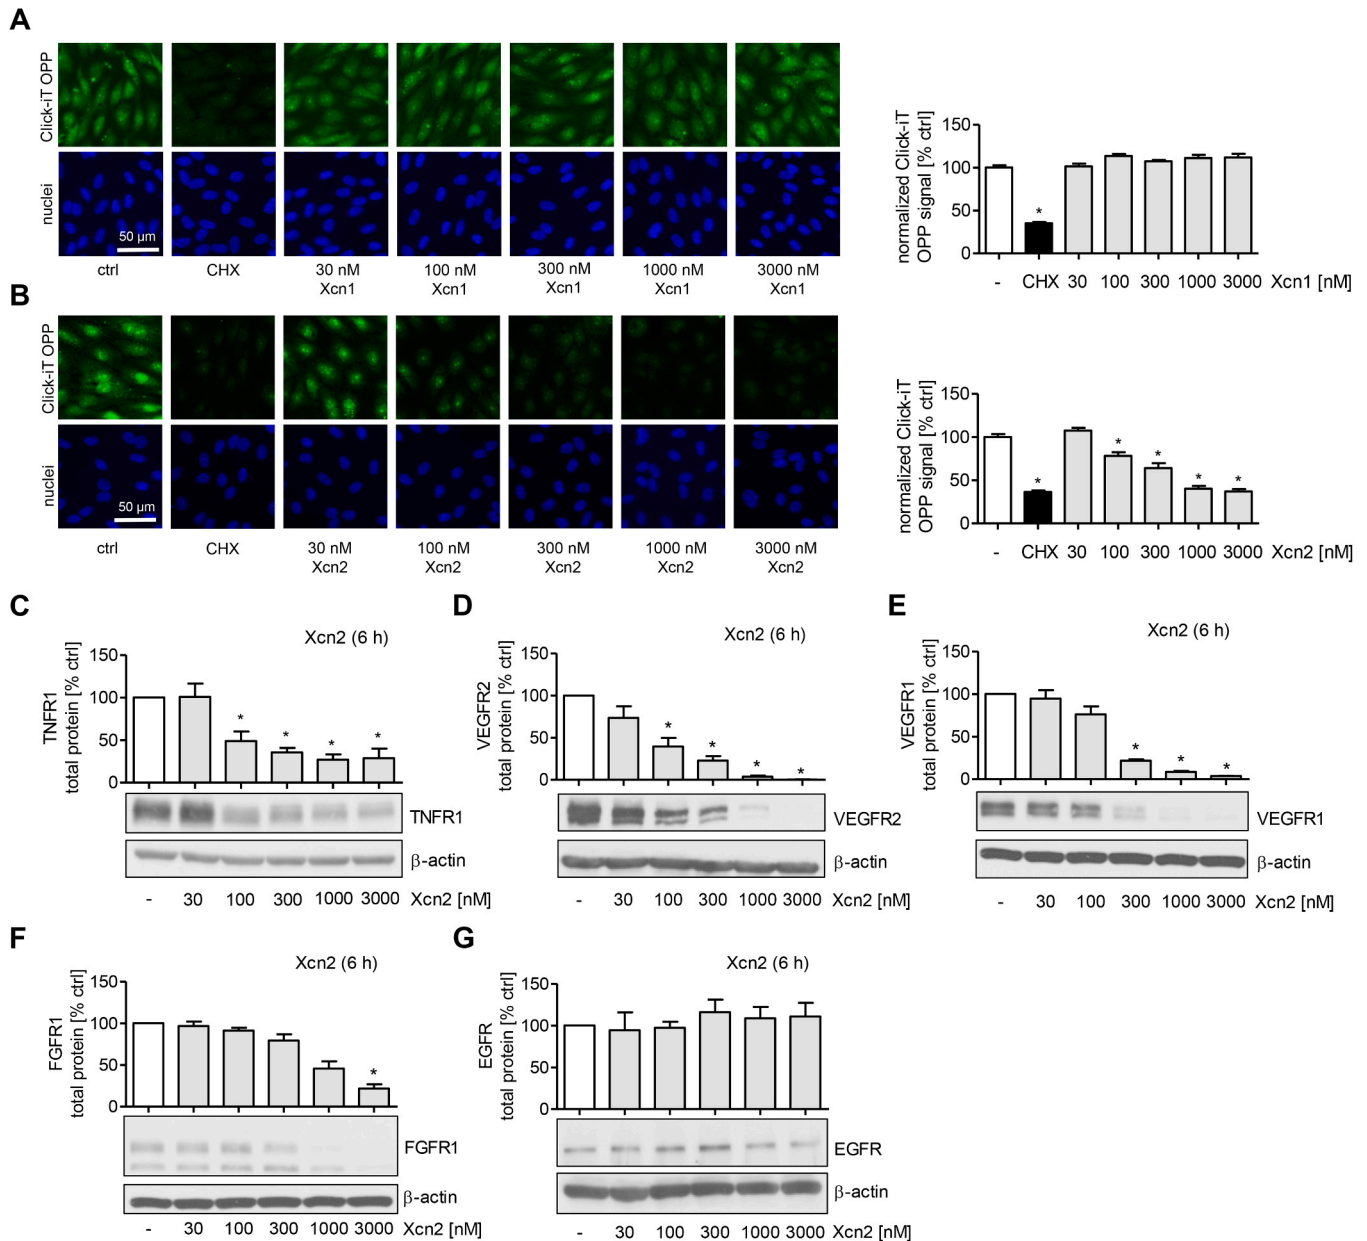 A
Click-iT OPP
nuclei
50 µm
ctrl
CHX
30 nM
Xcn1
100 nM
Xcn1
300 nM
Xcn1
1000 nM
Xcn1
3000 nM
Xcn1
normalized Click-iT
OPP signal [% ctrl]
150
100
50
0
*
- CHX 30 100 300 1000 3000 Xcn1 [nM]
B
Click-iT OPP
nuclei
50 µm
ctrl
CHX
30 nM
Xcn2
100 nM
Xcn2
300 nM
Xcn2
1000 nM
Xcn2
3000 nM
Xcn2
normalized Click-iT
OPP signal [% ctrl]
150
100
50
0
* * * * *
- CHX 30 100 300 1000 3000 Xcn2 [nM]
C
Xcn2 (6 h)
TNFR1
total protein [% ctrl]
150
100
50
0
* * * *
TNFR1
β-actin
- 30 100 300 1000 3000 Xcn2 [nM]
D
Xcn2 (6 h)
VEGFR2
total protein [% ctrl]
150
100
50
0
* * * *
VEGFR2
β-actin
- 30 100 300 1000 3000 Xcn2 [nM]
E
Xcn2 (6 h)
VEGFR1
total protein [% ctrl]
150
100
50
0
* * *
VEGFR1
β-actin
- 30 100 300 1000 3000 Xcn2 [nM]
F
Xcn2 (6 h)
FGFR1
total protein [% ctrl]
150
100
50
0
*
FGFR1
β-actin
- 30 100 300 1000 3000 Xcn2 [nM]
G
Xcn2 (6 h)
EGFR
total protein [% ctrl]
150
100
50
0
EGFR
β-actin
- 30 100 300 1000 3000 Xcn2 [nM]